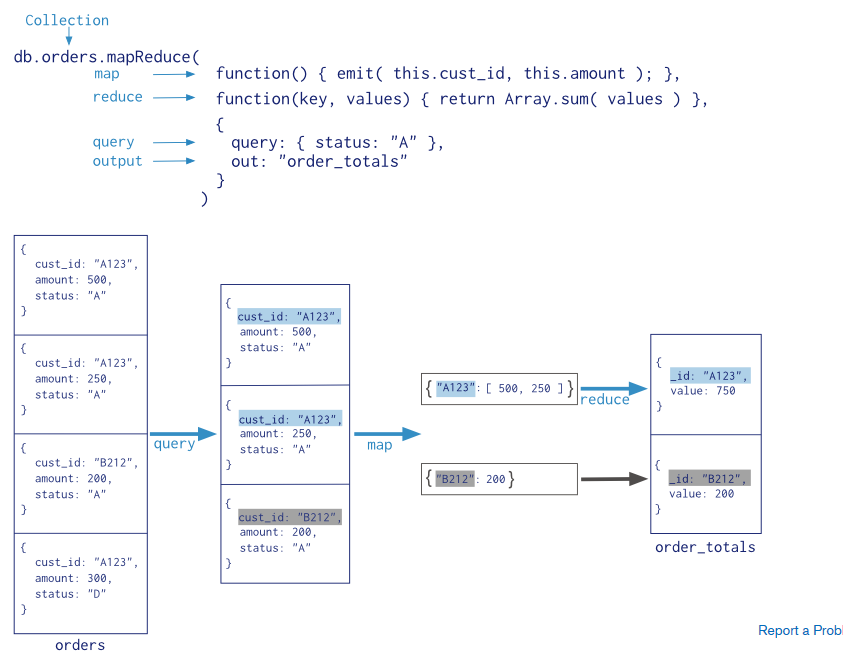 Collection
db.orders.mapReduce(
map function() { emit( this.cust_id, this.amount ); },
reduce function(key, values) { return Array.sum( values ) },
{
query query: { status: "A" },
output out: "order_totals"
}
)
{
cust_id: "A123",
amount: 500,
status: "A"
}
{
cust_id: "A123",
amount: 250,
status: "A"
}
{
cust_id: "B212",
amount: 200,
status: "A"
}
{
cust_id: "A123",
amount: 300,
status: "D"
}
orders
query
{
cust_id: "A123",
amount: 500,
status: "A"
}
{
cust_id: "A123",
amount: 250,
status: "A"
}
{
cust_id: "B212",
amount: 200,
status: "A"
}
map
{"A123": [ 500, 250 ]}
{"B212": 200}
reduce
{
_id: "A123",
value: 750
}
{
_id: "B212",
value: 200
}
order_totals
Report a